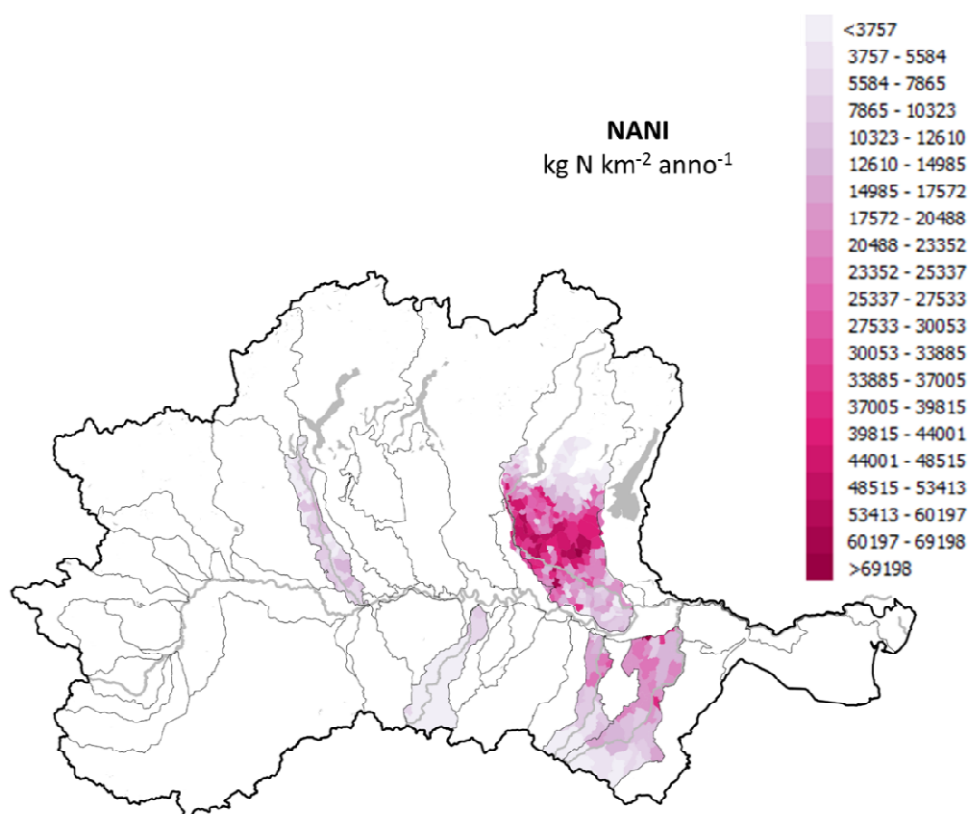 NANI
kg N km-2 anno-1
<3757
3757 - 5584
5584 - 7865
7865 - 10323
10323 - 12610
12610 - 14985
14985 - 17572
17572 - 20488
20488 - 23352
23352 - 25337
25337 - 27533
27533 - 30053
30053 - 33885
33885 - 37005
37005 - 39815
39815 - 44001
44001 - 48515
48515 - 53413
53413 - 60197
60197 - 69198
>69198